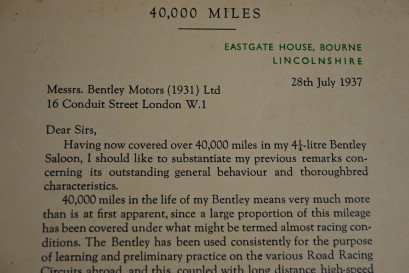 40,000 MILES
EASTGATE HOUSE, BOURNE
LINCOLNSHIRE
28th July 1937
Messrs. Bentley Motors (1931) Ltd
16 Conduit Street London W.1
Dear Sirs,
Having now covered over 40,000 miles in my 4¼-litre Bentley
Saloon, I should like to substantiate my previous remarks con-
cerning its outstanding general behaviour and thoroughbred
characteristics.
40,000 miles in the life of my Bentley means very much more
than is at first apparent, since a large proportion of this mileage
has been covered under what might be termed almost racing con-
ditions. The Bentley has been used consistently for the purpose
of learning and preliminary practice on the various Road Racing
Circuits abroad, and this, coupled with long distance high-speed